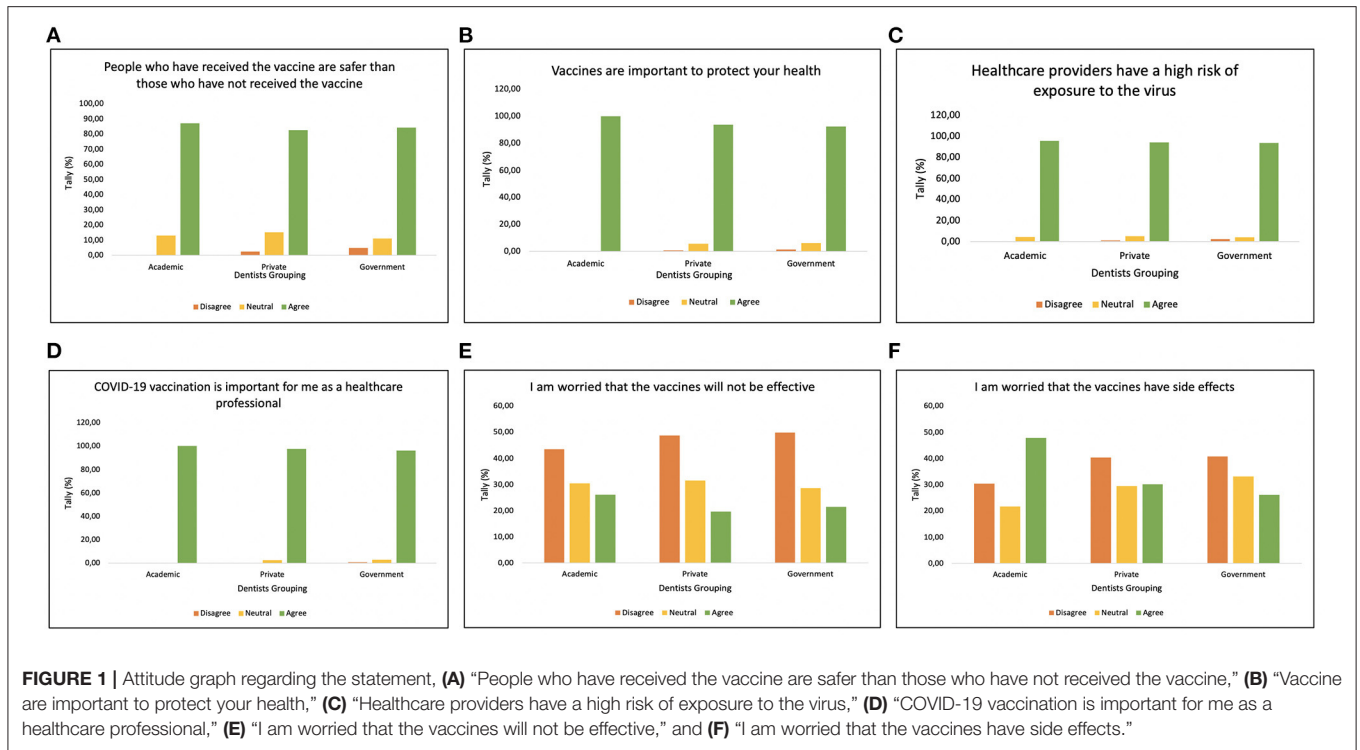 A
People who have received the vaccine are safer than
those who have not received the vaccine
100,00
90,00
80,00
70,00
60,00
50,00
40,00
30,00
20,00
10,00
0,00
Tally (%)
Academic Private Government
Dentists Grouping
Disagree Neutral Agree
B
Vaccines are important to protect your health
120,00
100,00
80,00
60,00
40,00
20,00
0,00
Tally (%)
Academic Private Government
Dentists Grouping
Disagree Neutral Agree
C
Healthcare providers have a high risk of
exposure to the virus
120,00
100,00
80,00
60,00
40,00
20,00
0,00
Tally (%)
Academic Private Government
Dentists Grouping
Disagree Neutral Agree
D
COVID-19 vaccination is important for me as a healthcare
professional
120,00
100,00
80,00
60,00
40,00
20,00
0,00
Tally (%)
Academic Private Government
Dentists Grouping
Disagree Neutral Agree
E
I am worried that the vaccines will not be effective
60,00
50,00
40,00
30,00
20,00
10,00
0,00
Tally (%)
Academic Private Government
Dentists Grouping
Disagree Neutral Agree
F
I am worried that the vaccines have side effects
60,00
50,00
40,00
30,00
20,00
10,00
0,00
Tally (%)
Academic Private Government
Dentists Grouping
Disagree Neutral Agree
FIGURE 1 | Attitude graph regarding the statement, (A) “People who have received the vaccine are safer than those who have not received the vaccine,” (B) “Vaccine
are important to protect your health,” (C) “Healthcare providers have a high risk of exposure to the virus,” (D) “COVID-19 vaccination is important for me as a
healthcare professional,” (E) “I am worried that the vaccines will not be effective,” and (F) “I am worried that the vaccines have side effects.”